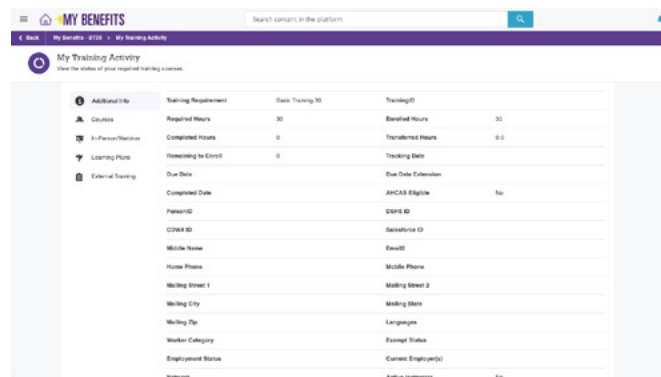 MY BENEFITS
Search content in the platform
Back My Benefits - BT30 > My Training Activity
My Training Activity
View the status of your required training courses.
Additional Info
Courses
In-Person/Webinar
Learning Plans
External Training
Training Requirement Basic Training 30 TrainingID
Required Hours 30 Enrolled Hours 30
Completed Hours 0 Transferred Hours 0.0
Remaining to Enroll 0 Tracking Date
Due Date Due Date Extension
Completed Date AHCAS Eligible No
PersonID DSHS ID
CDWA ID Salesforce ID
Middle Name Email2
Home Phone Mobile Phone
Mailing Street 1 Mailing Street 2
Mailing City Mailing State
Mailing Zip Languages
Worker Category Exempt Status
Employment Status Current Employer(s)